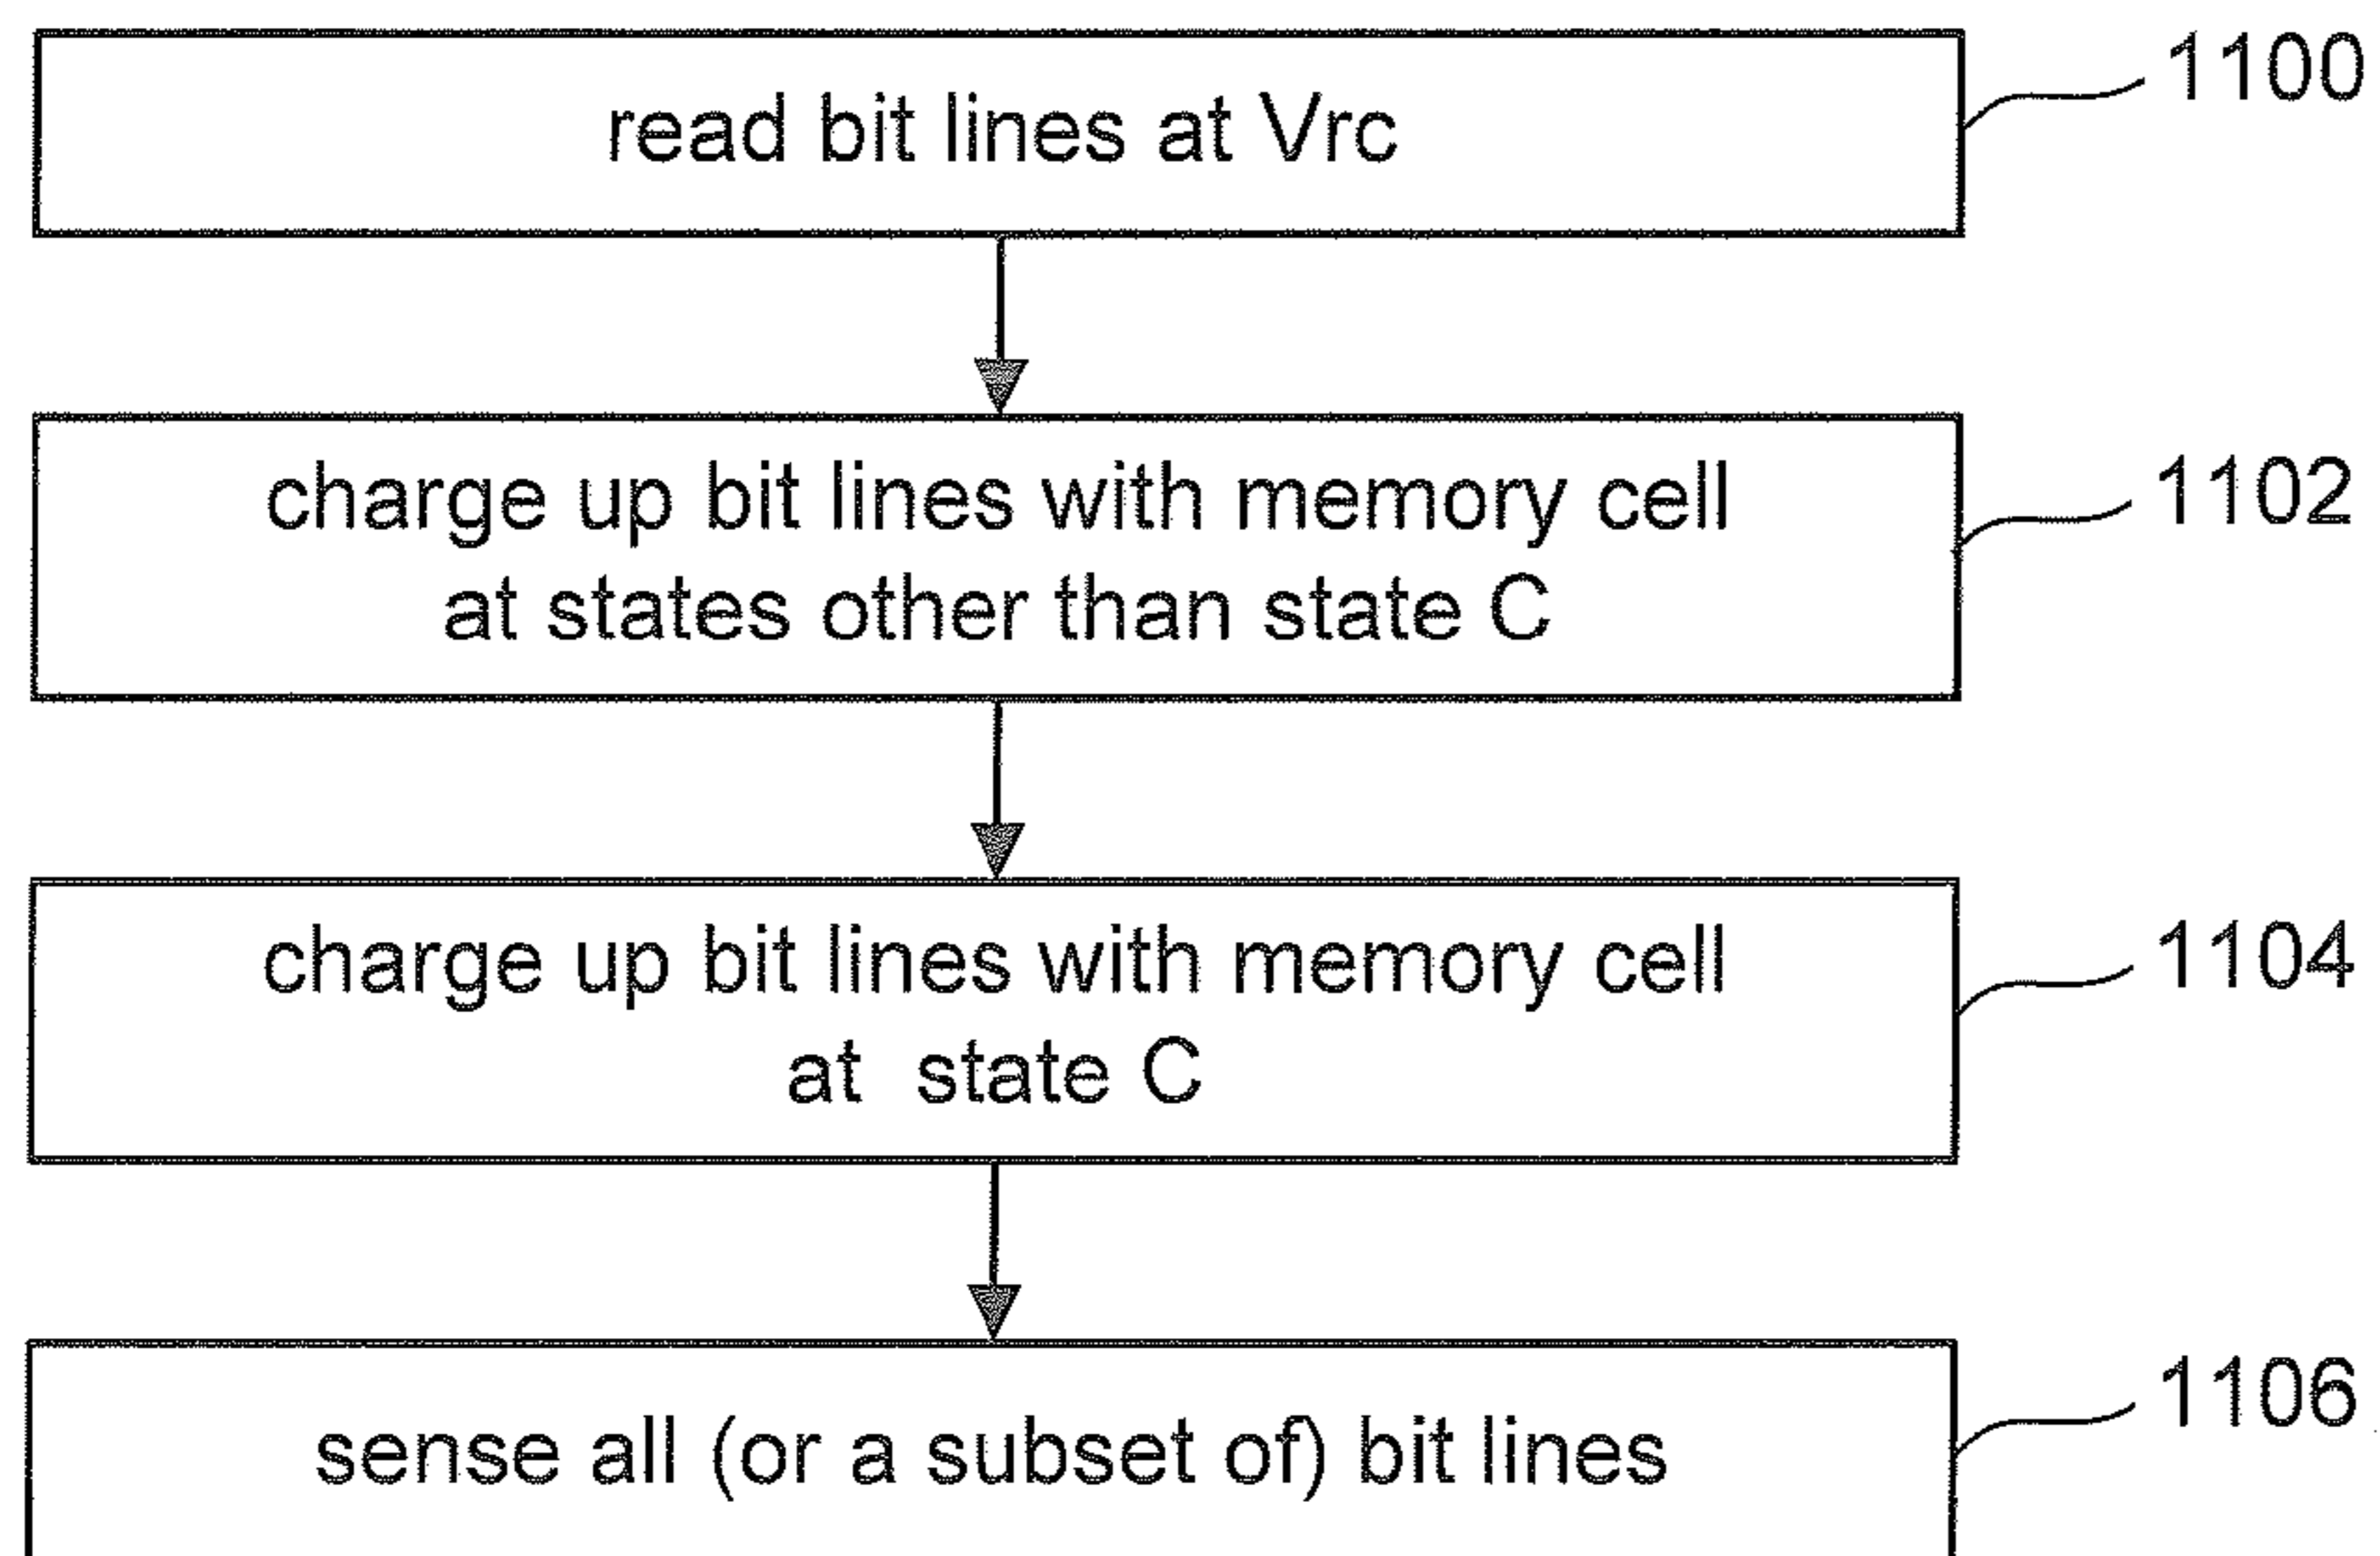 read bit lines at Vrc
1100
charge up bit lines with memory cell
at states other than state C
1102
charge up bit lines with memory cell
at state C
1104
sense all (or a subset of) bit lines
1106